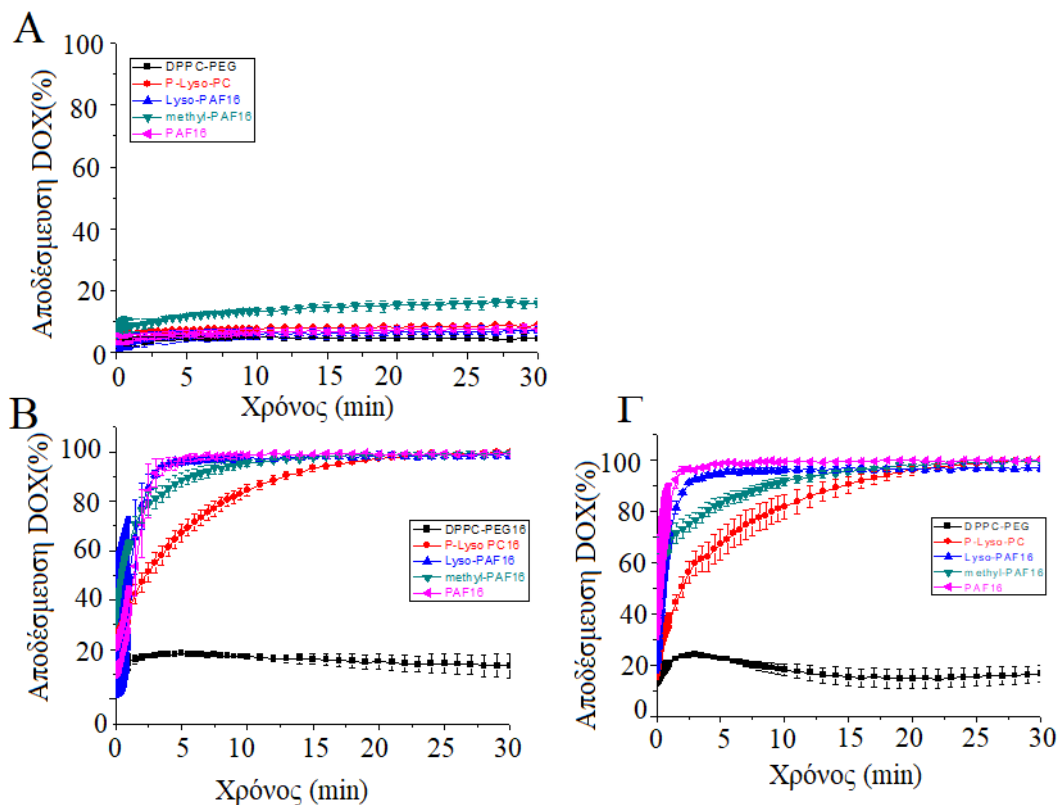 A
Αποδέσμευση DOX(%)
100
80
60
40
20
0
DPPC-PEG
P-Lyso-PC
Lyso-PAF16
methyl-PAF16
PAF16
0 5 10 15 20 25 30
Χρόνος (min)
B
Αποδέσμευση DOX(%)
100
80
60
40
20
0
DPPC-PEG16
P-Lyso PC16
Lyso-PAF16
methyl-PAF16
PAF16
0 5 10 15 20 25 30
Χρόνος (min)
Γ
Αποδέσμευση DOX(%)
100
80
60
40
20
0
DPPC-PEG
P-Lyso-PC
Lyso-PAF16
methyl-PAF16
PAF16
0 5 10 15 20 25 30
Χρόνος (min)